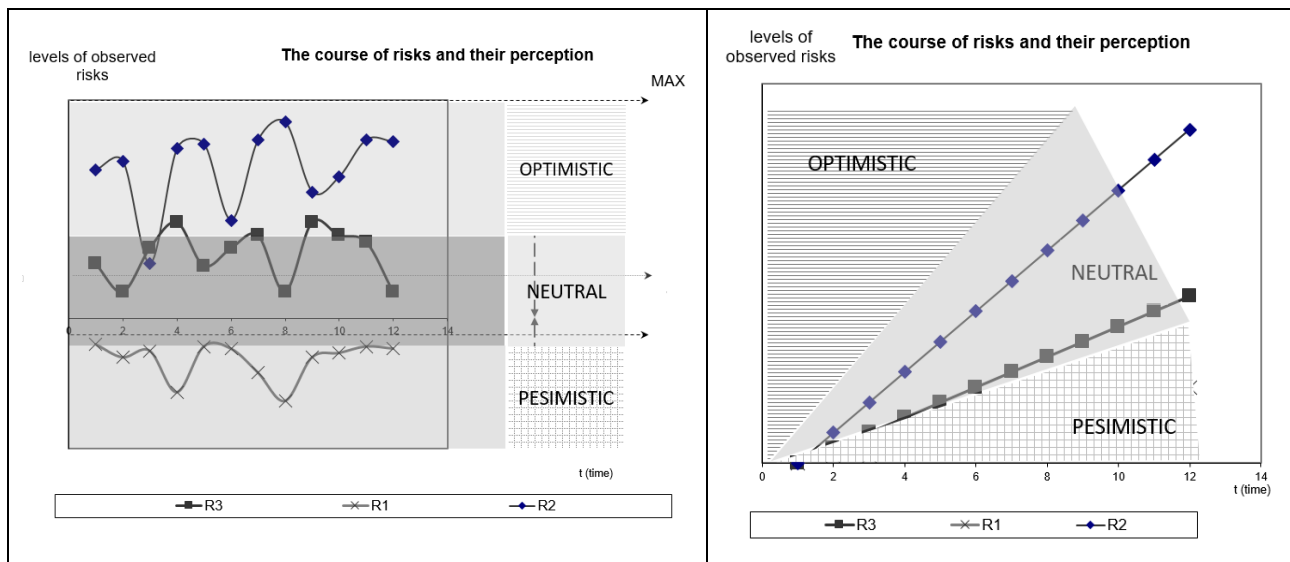 levels of observed
risks
The course of risks and their perception
MAX
OPTIMISTIC
NEUTRAL
0 2 4 6 8 10 12 14
PESIMISTIC
t (time)
R3 R1 R2
levels of
observed risks
The course of risks and their perception
OPTIMISTIC
NEUTRAL
PESIMISTIC
0 2 4 6 8 10 12 14
t (time)
R3 R1 R2